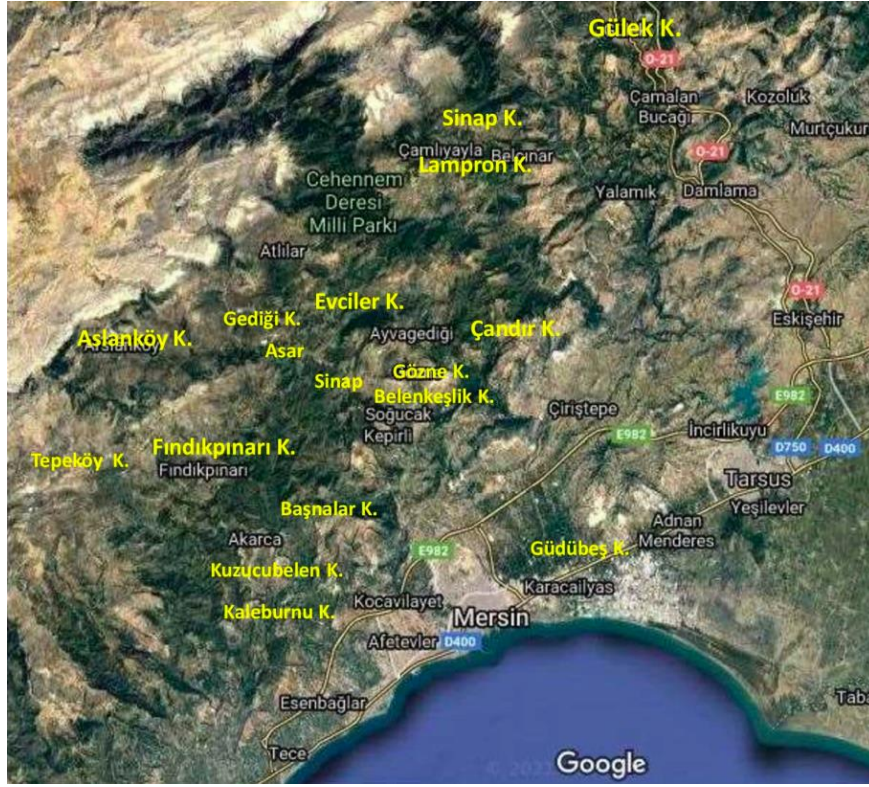 Gülek K.
O-21
Çamalan
Bucağı
Kozoluk
Sinap K.
Murtçukur
Çamlıyayla
Belçınar
O-21
Lampron K.
Cehennem
Deresi
Milli Parkı
Yalamık
Damlama
Atlılar
O-21
Evciler K.
Gediği K.
Eskişehir
Çandır K.
Ayvagediği
Aslanköy K.
Arslanköy
Asar
Gözne K.
Sinap
Belenkeşlik K.
E982
Soğucak
Çiriştepe
Kepirli
E982
İncirlikuyu
Fındıkpınarı K.
D750
D400
Tepeköy K.
Fındıkpınarı
Tarsus
Yeşilevler
Başnalar K.
Adnan
Menderes
Akarca
E982
Güdübeş K.
Kuzucubelen K.
Karacailyas
Kocavilayet
Kaleburnu K.
Mersin
Afetevler
D400
Taba
Esenbağlar
Tece
Google